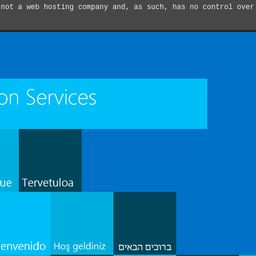 not a web hosting company and, as such, has no control over
on Services
ue Tervetuloa
envenido Hoş geldiniz ברוכים הבאים